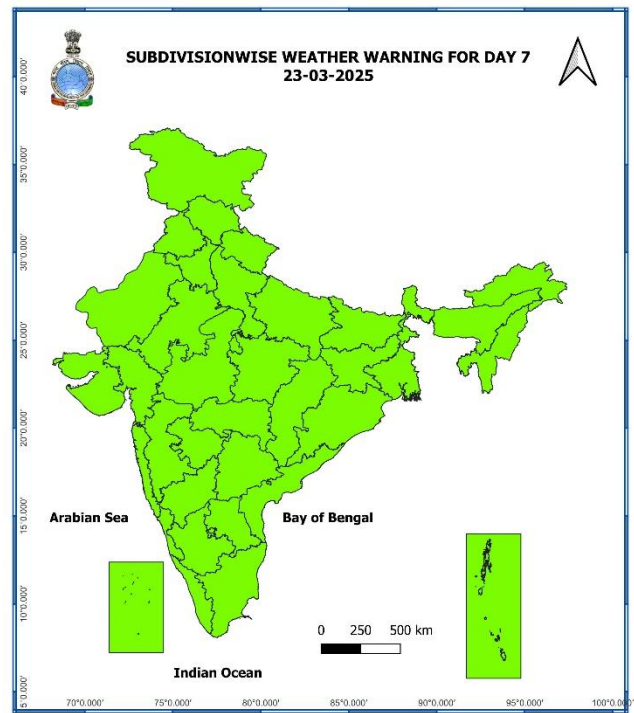 SUBDIVISIONWISE WEATHER WARNING FOR DAY 7
23-03-2025
40°0.000'
35°0.000'
30°0.000'
25°0.000'
20°0.000'
15°0.000'
10°0.000'
5°0.000'
Arabian Sea
Bay of Bengal
0 250 500 km
Indian Ocean
70°0.000' 75°0.000' 80°0.000' 85°0.000' 90°0.000' 95°0.000' 100°0.000'